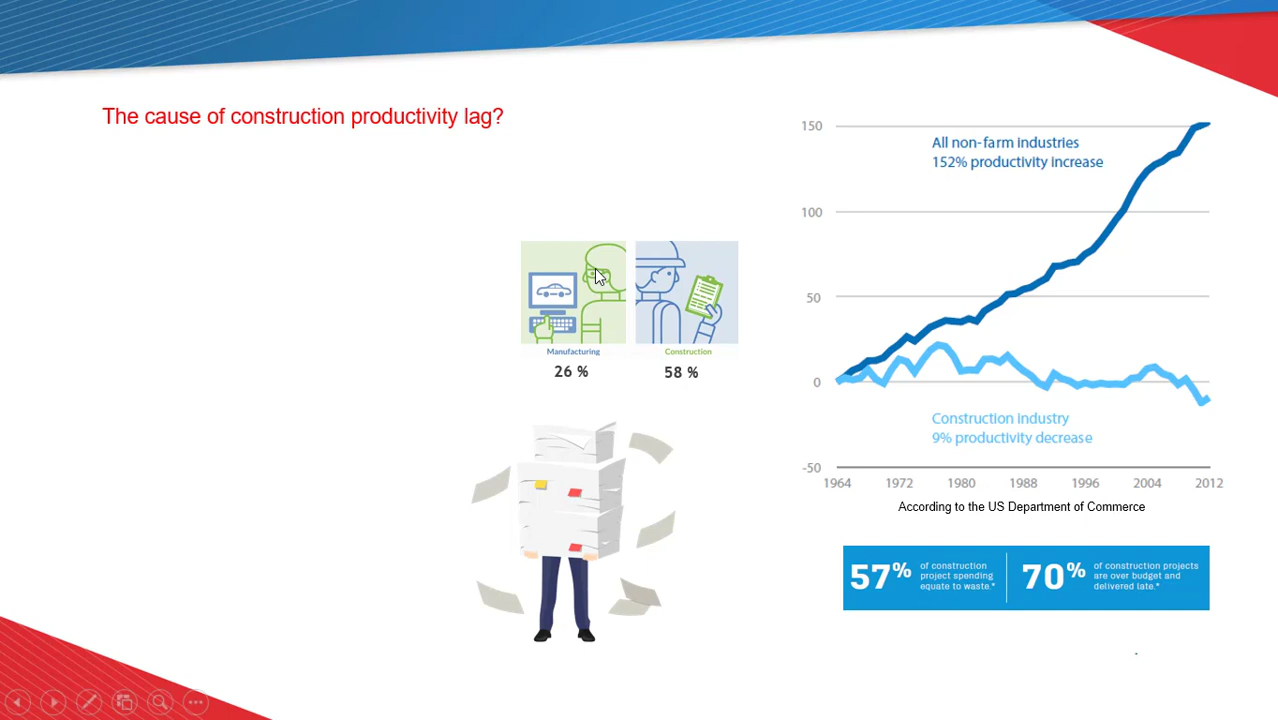 The cause of construction productivity lag?
Manufacturing
26 %
Construction
58 %
150
100
50
0
-50
All non-farm industries
152% productivity increase
Construction industry
9% productivity decrease
1964 1972 1980 1988 1996 2004 2012
According to the US Department of Commerce
57%
of construction
project spending
equate to waste.*
70%
of construction projects
are over budget and
delivered late.*